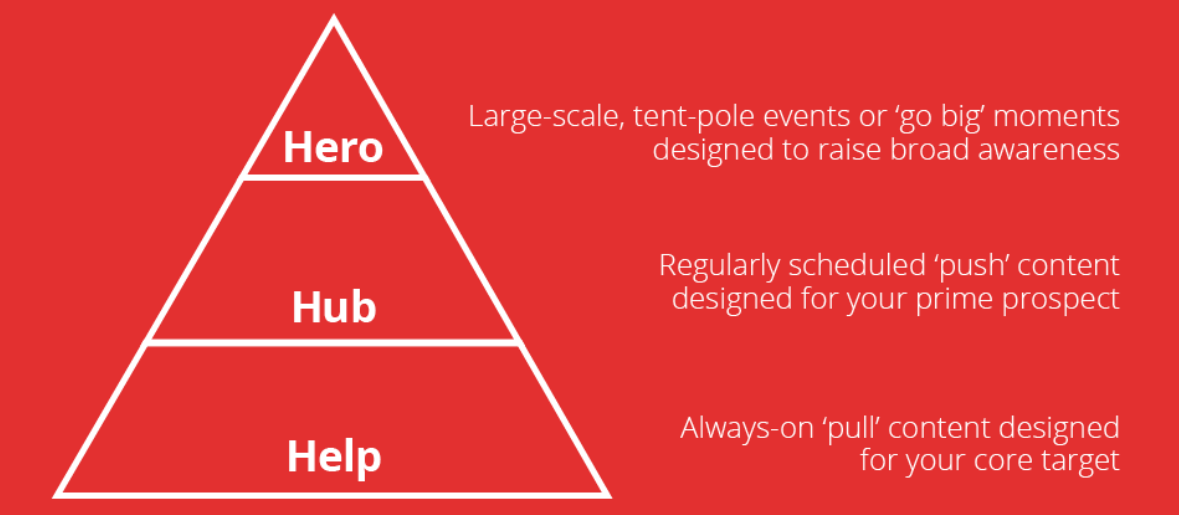 Hero
Large-scale, tent-pole events or ‘go big’ moments
designed to raise broad awareness
Hub
Regularly scheduled ‘push’ content
designed for your prime prospect
Help
Always-on ‘pull’ content designed
for your core target